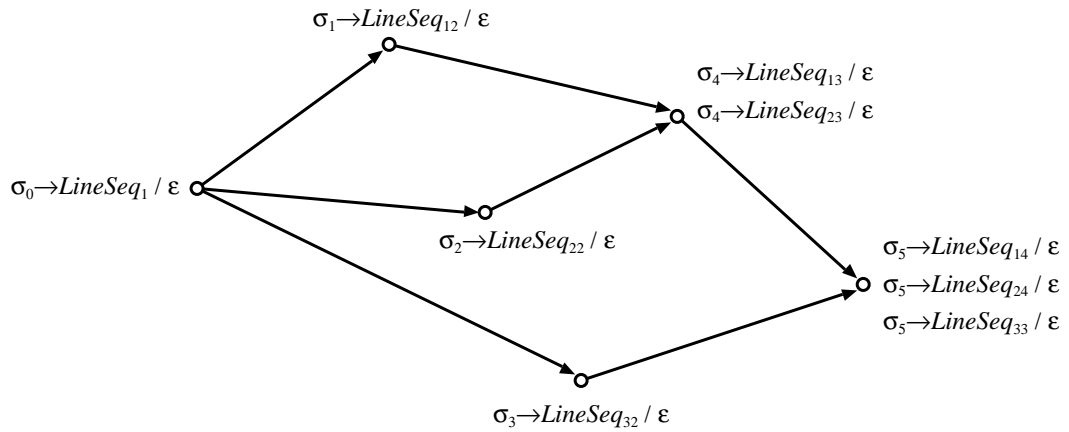 σ₁→LineSeq₁₂ / ε
σ₄→LineSeq₁₃ / ε
σ₄→LineSeq₂₃ / ε
σ₀→LineSeq₁ / ε
σ₂→LineSeq₂₂ / ε
σ₅→LineSeq₁₄ / ε
σ₅→LineSeq₂₄ / ε
σ₅→LineSeq₃₃ / ε
σ₃→LineSeq₃₂ / ε